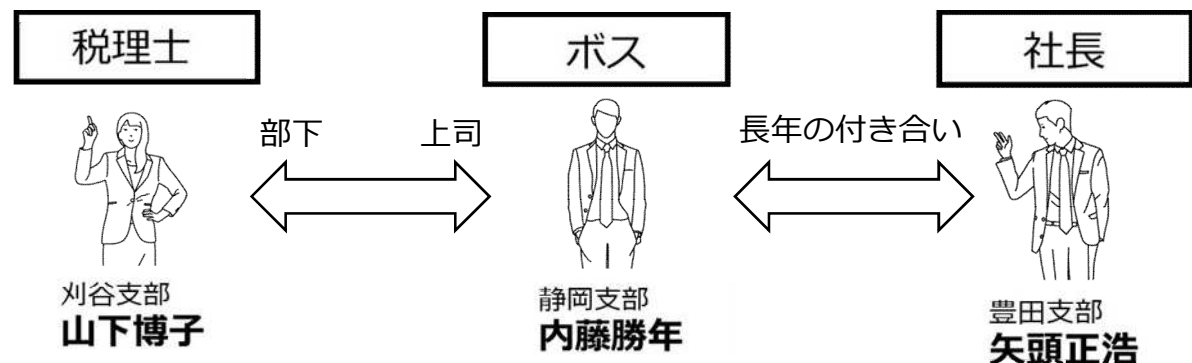 税理士
ボス
社長
部下
上司
長年の付き合い
刈谷支部
山下博子
静岡支部
内藤勝年
豊田支部
矢頭正浩